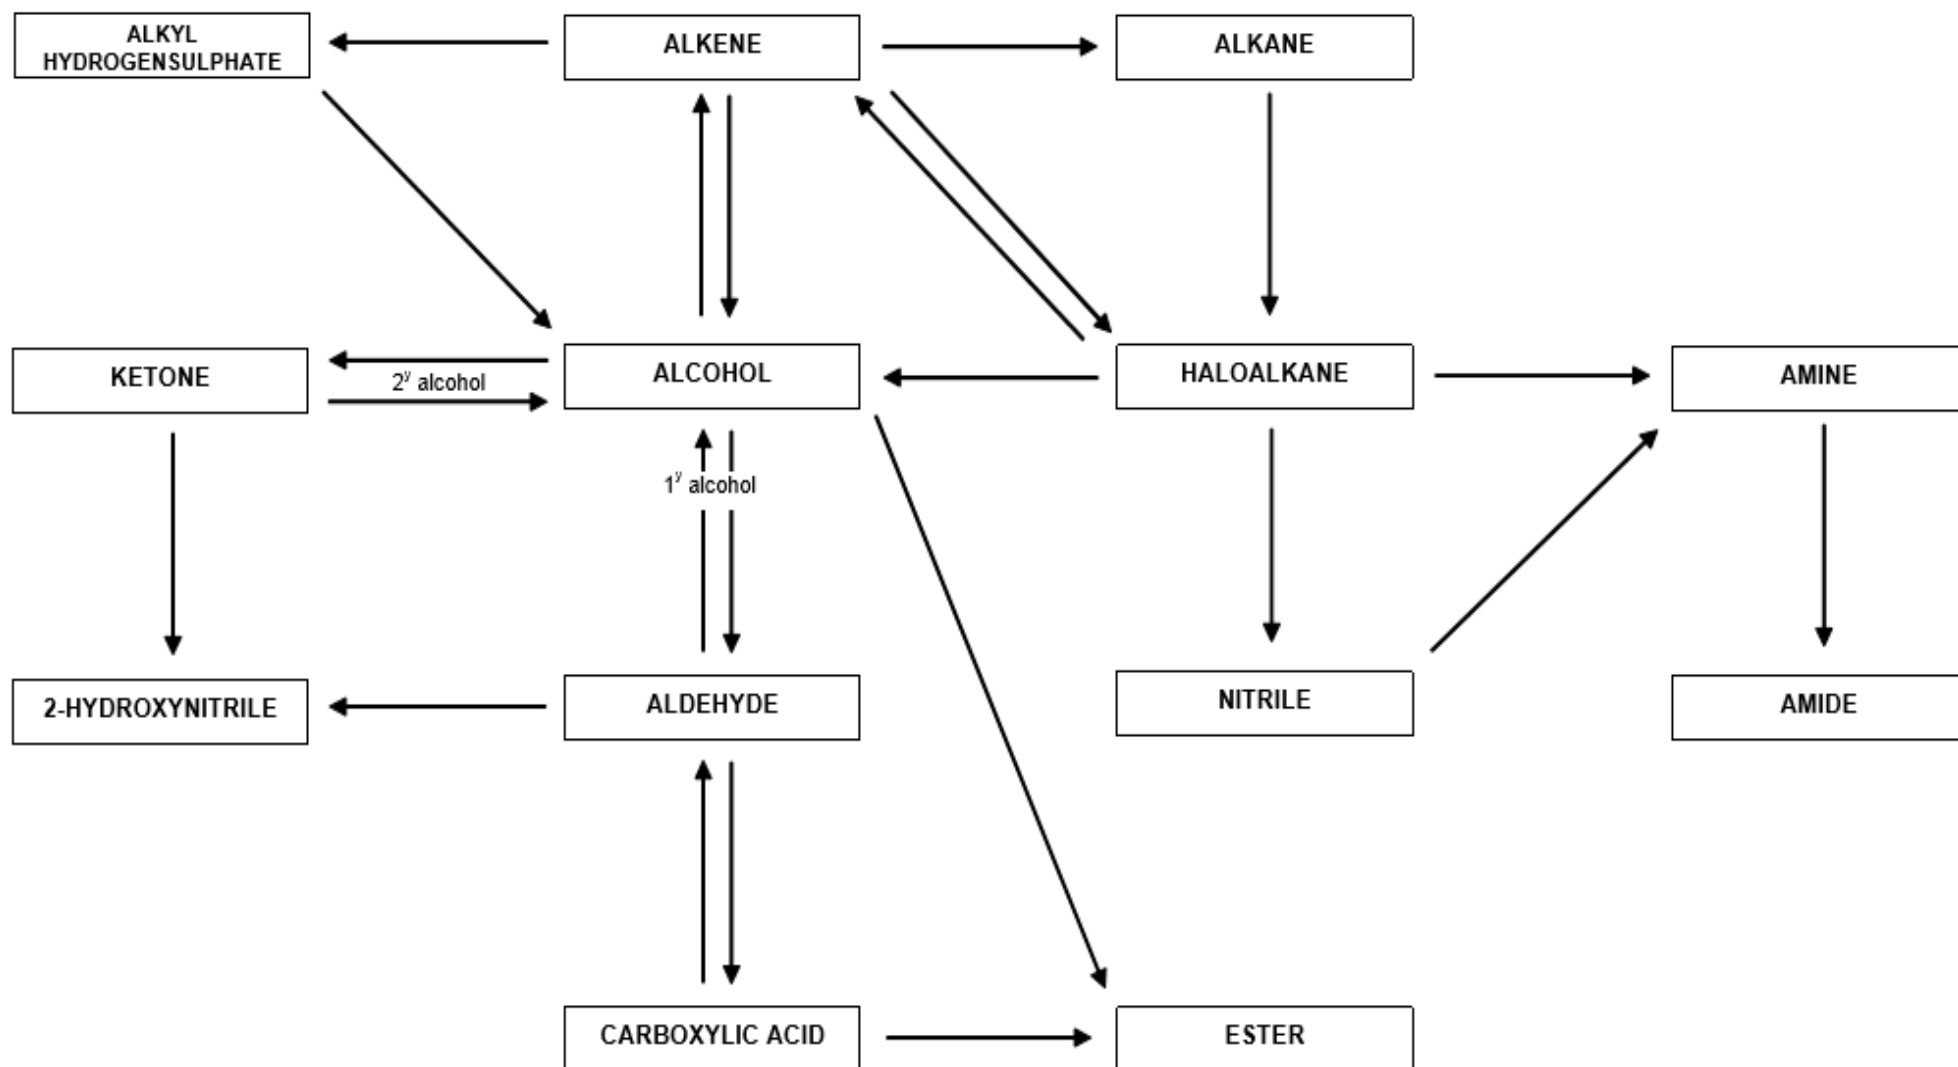 ALKYL
HYDROGENSULPHATE
ALKENE
ALKANE
KETONE
2ʸ alcohol
ALCOHOL
HALOALKANE
AMINE
1ʸ alcohol
2-HYDROXYNITRILE
ALDEHYDE
NITRILE
AMIDE
CARBOXYLIC ACID
ESTER